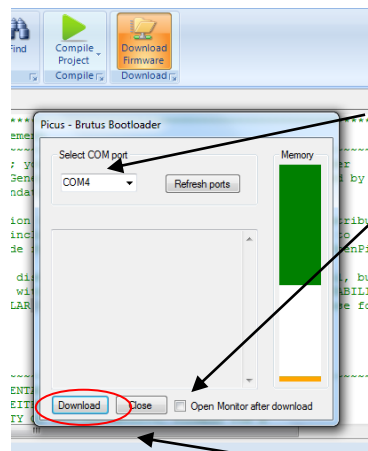 Find
Compile
Project
Download
Firmware
Compile
Download
Picus - Brutus Bootloader
Select COM port
COM4
Refresh ports
Memory
Download
Close
Open Monitor after download